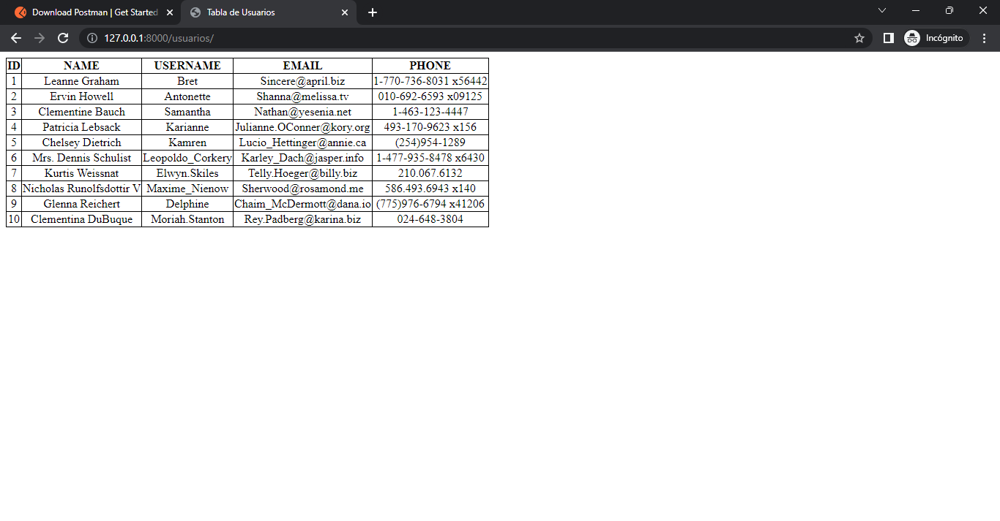 Download Postman | Get Started
Tabla de Usuarios
127.0.0.1:8000/usuarios/
Incógnito
ID NAME USERNAME EMAIL PHONE
1 Leanne Graham Bret Sincere@april.biz 1-770-736-8031 x56442
2 Ervin Howell Antonette Shanna@melissa.tv 010-692-6593 x09125
3 Clementine Bauch Samantha Nathan@yesenia.net 1-463-123-4447
4 Patricia Lebsack Karianne Julianne.OConner@kory.org 493-170-9623 x156
5 Chelsey Dietrich Kamren Lucio_Hettinger@annie.ca (254)954-1289
6 Mrs. Dennis Schulist Leopoldo_Corkery Karley_Dach@jasper.info 1-477-935-8478 x6430
7 Kurtis Weissnat Elwyn.Skiles Telly.Hoeger@billy.biz 210.067.6132
8 Nicholas Runolfsdottir V Maxime_Nienow Sherwood@rosamond.me 586.493.6943 x140
9 Glenna Reichert Delphine Chaim_McDermott@dana.io (775)976-6794 x41206
10 Clementina DuBuque Moriah.Stanton Rey.Padberg@karina.biz 024-648-3804